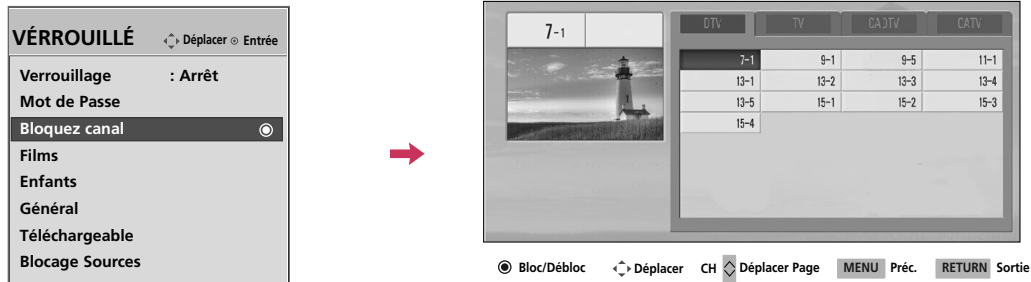 VÉRROUILLÉ Déplacer Entrée
Verrouillage : Arrêt
Mot de Passe
Bloquez canal
Films
Enfants
Général
Téléchargeable
Blocage Sources
7-1
DTV TV CADTV CATV
7-1 9-1 9-5 11-1
13-1 13-2 13-3 13-4
13-5 15-1 15-2 15-3
15-4
Bloc/Débloc Déplacer CH Déplacer Page MENU Préc. RETURN Sortie